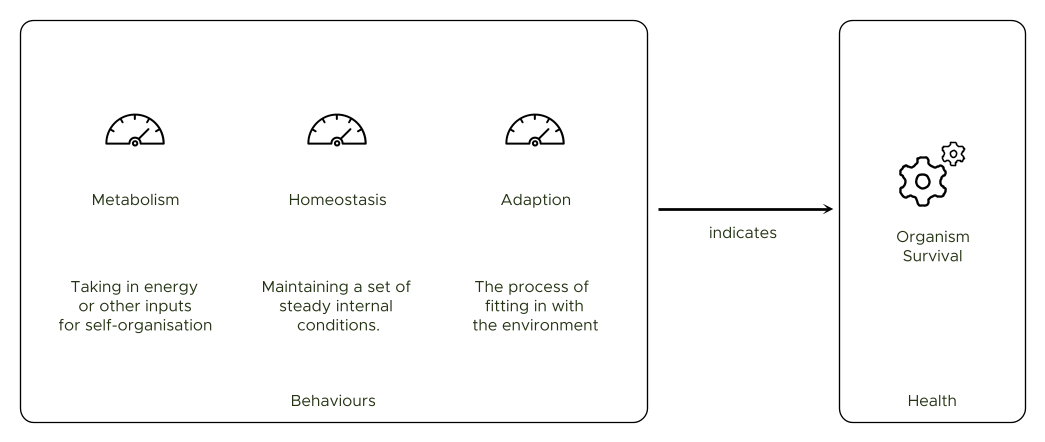 Metabolism
Homeostasis
Adaption
Taking in energy
or other inputs
for self-organisation
Maintaining a set of
steady internal
conditions.
The process of
fitting in with
the environment
Behaviours
indicates
Organism
Survival
Health